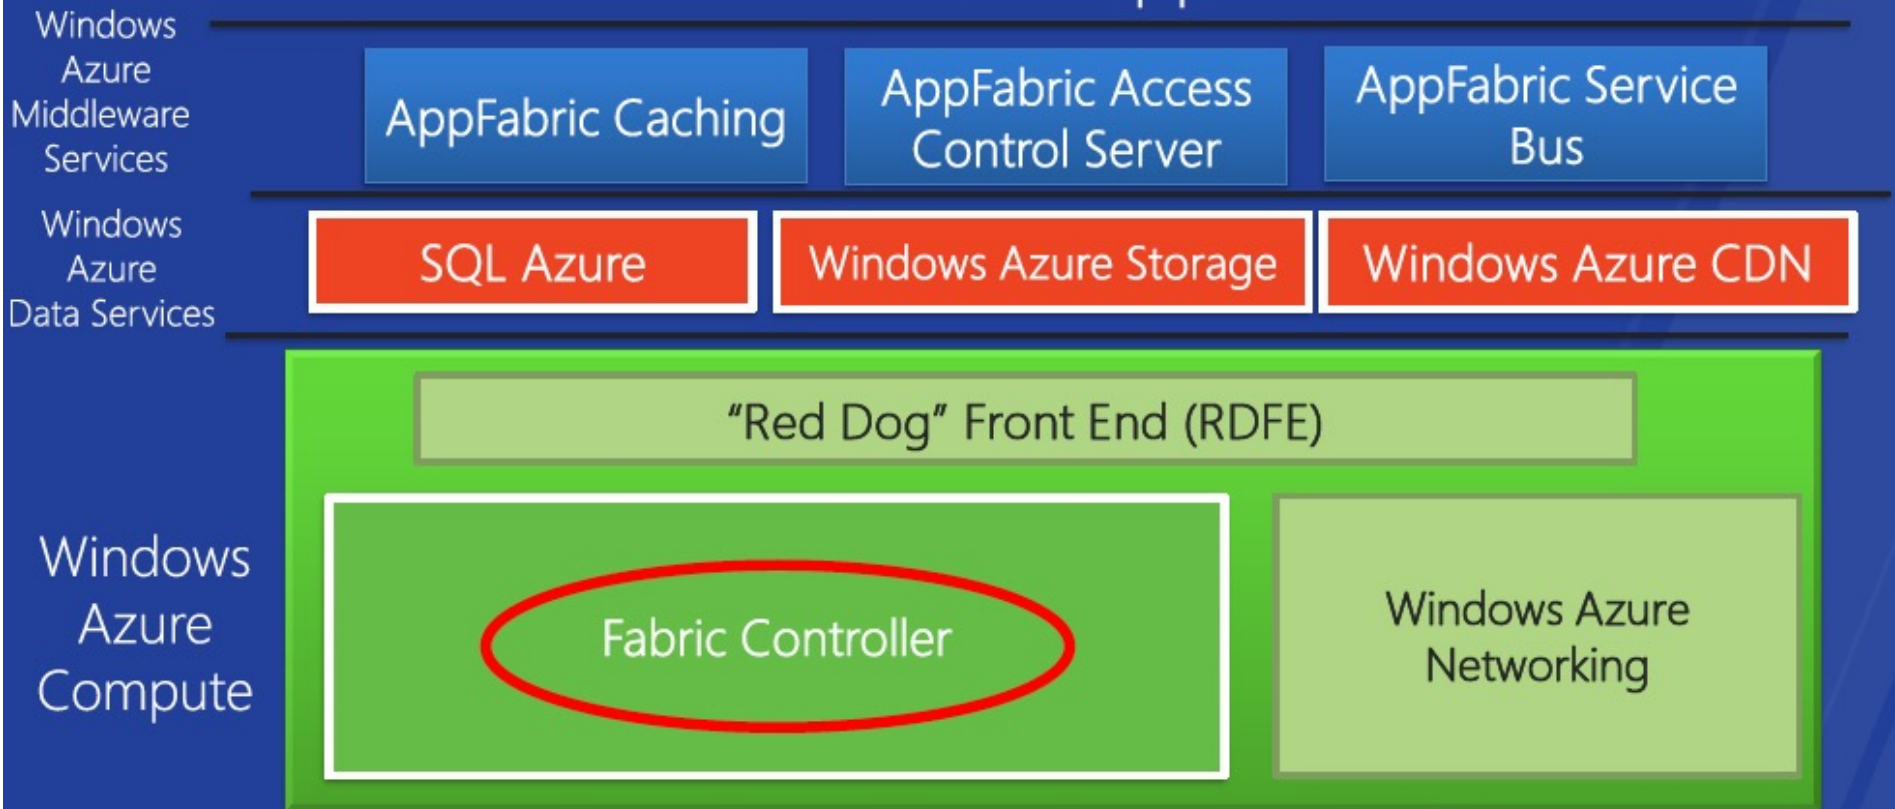 Windows
Azure
Middleware
Services
AppFabric Caching
AppFabric Access
Control Server
AppFabric Service
Bus
Windows
Azure
Data Services
SQL Azure
Windows Azure Storage
Windows Azure CDN
"Red Dog" Front End (RDFE)
Windows
Azure
Compute
Fabric Controller
Windows Azure
Networking